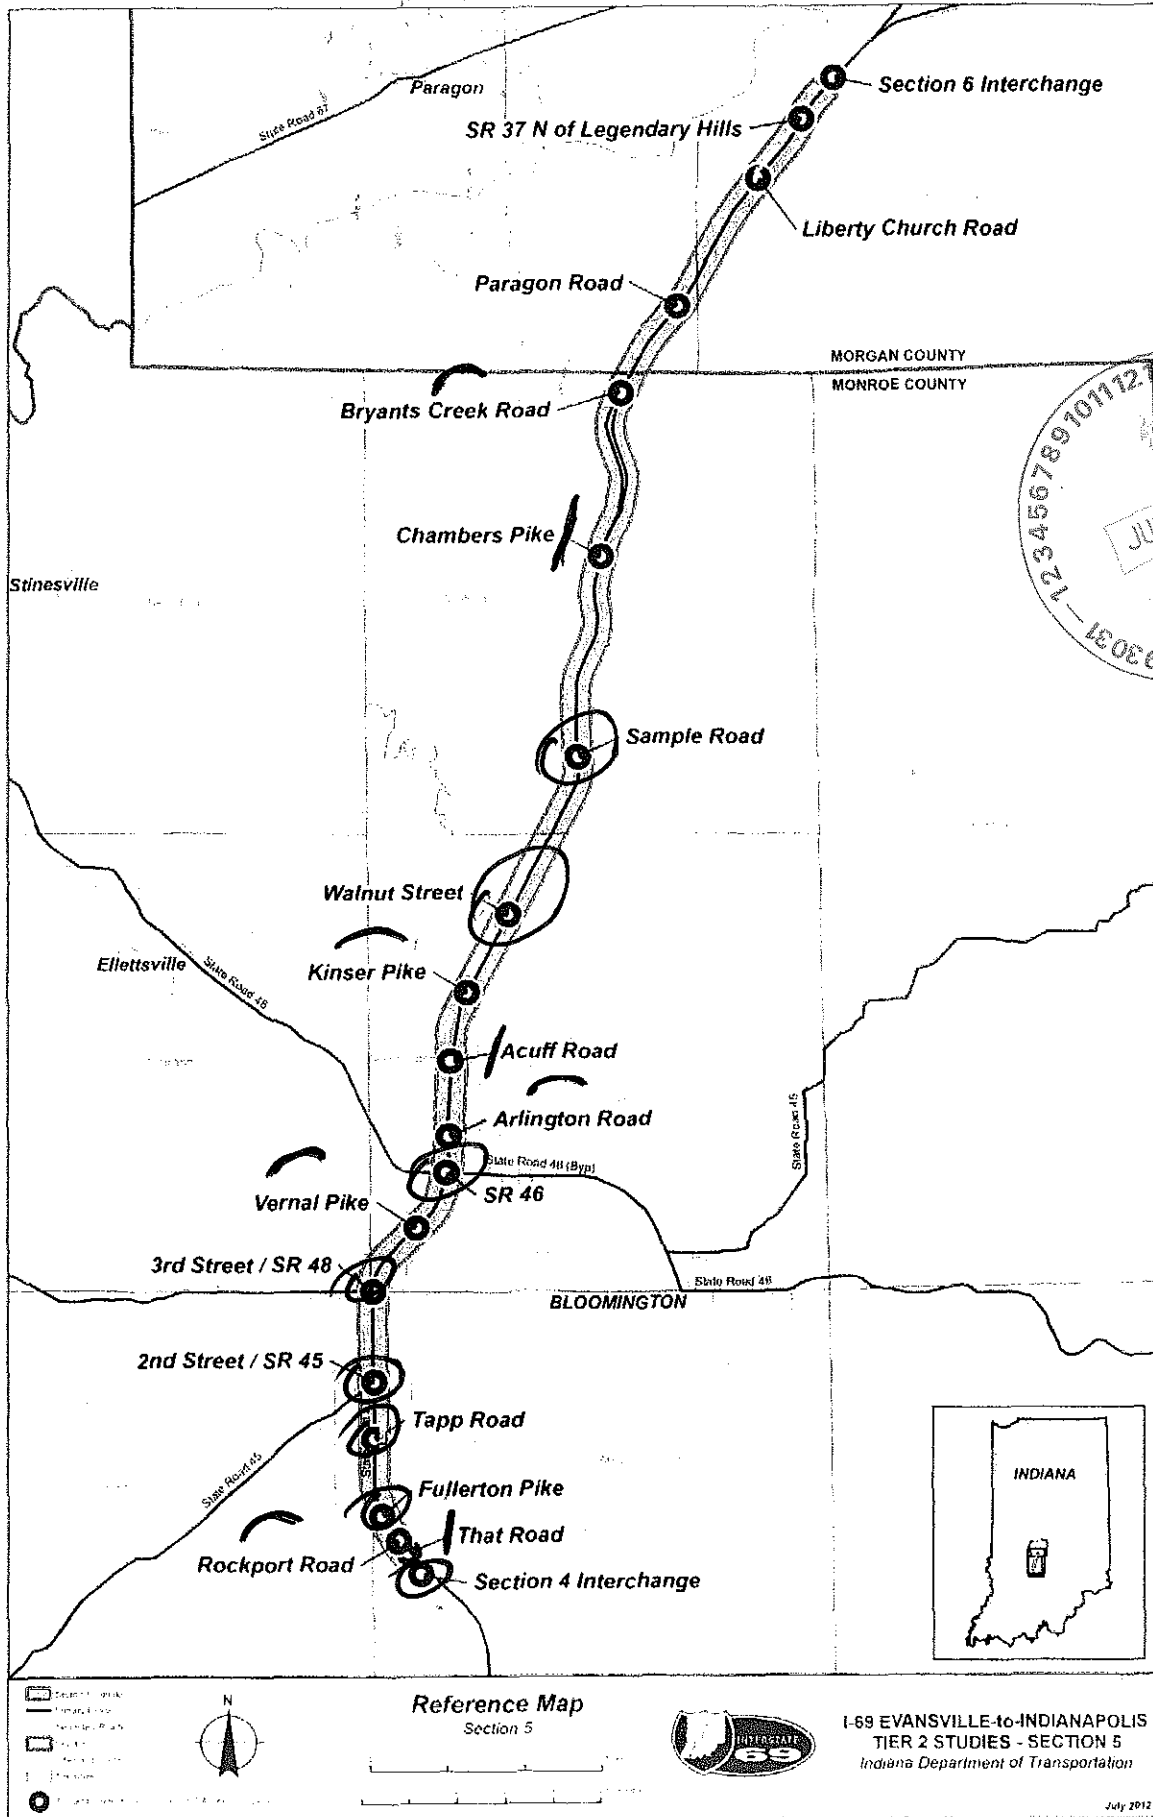 Paragon
State Road 67
Section 6 Interchange
SR 37 N of Legendary Hills
Liberty Church Road
Paragon Road
MORGAN COUNTY
MONROE COUNTY
Bryants Creek Road
Chambers Pike
Stinesville
Sample Road
Walnut Street
Ellettsville
State Road 46
Kinser Pike
Acuff Road
Arlington Road
State Road 46 (Byp)
SR 46
State Road 45
Vernal Pike
3rd Street / SR 48
State Road 46
BLOOMINGTON
2nd Street / SR 45
Tapp Road
State Road 45
Fullerton Pike
That Road
Rockport Road
Section 4 Interchange
INDIANA
N
Reference Map
Section 5
INTERSTATE
69
I-69 EVANSVILLE-to-INDIANAPOLIS
TIER 2 STUDIES - SECTION 5
Indiana Department of Transportation
July 2012